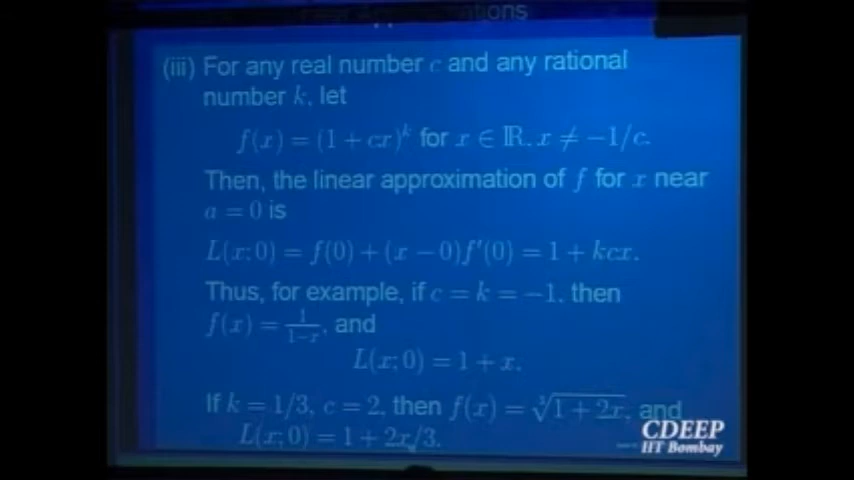 (iii) For any real number c and any rational
number k, let
f(x) = (1 + cx)^k for x ∈ ℝ, x ≠ −1/c.
Then, the linear approximation of f for x near
a = 0 is
L(x; 0) = f(0) + (x − 0)f′(0) = 1 + kcx.
Thus, for example, if c = k = −1, then
f(x) = 1/(1−x), and
L(x; 0) = 1 + x.
If k = 1/3, c = 2, then f(x) = ∛(1 + 2x), and
L(x; 0) = 1 + 2x/3.
CDEEP
IIT Bombay